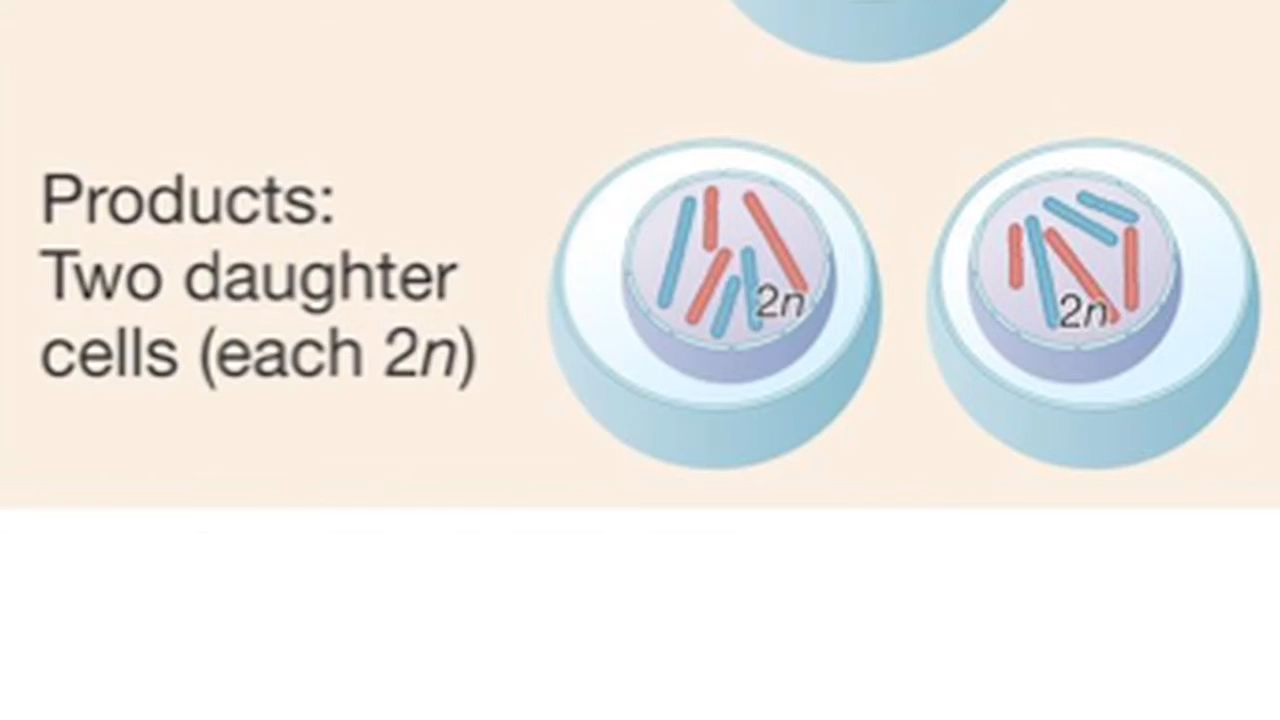 Products:
Two daughter
cells (each 2n)
2n
2n